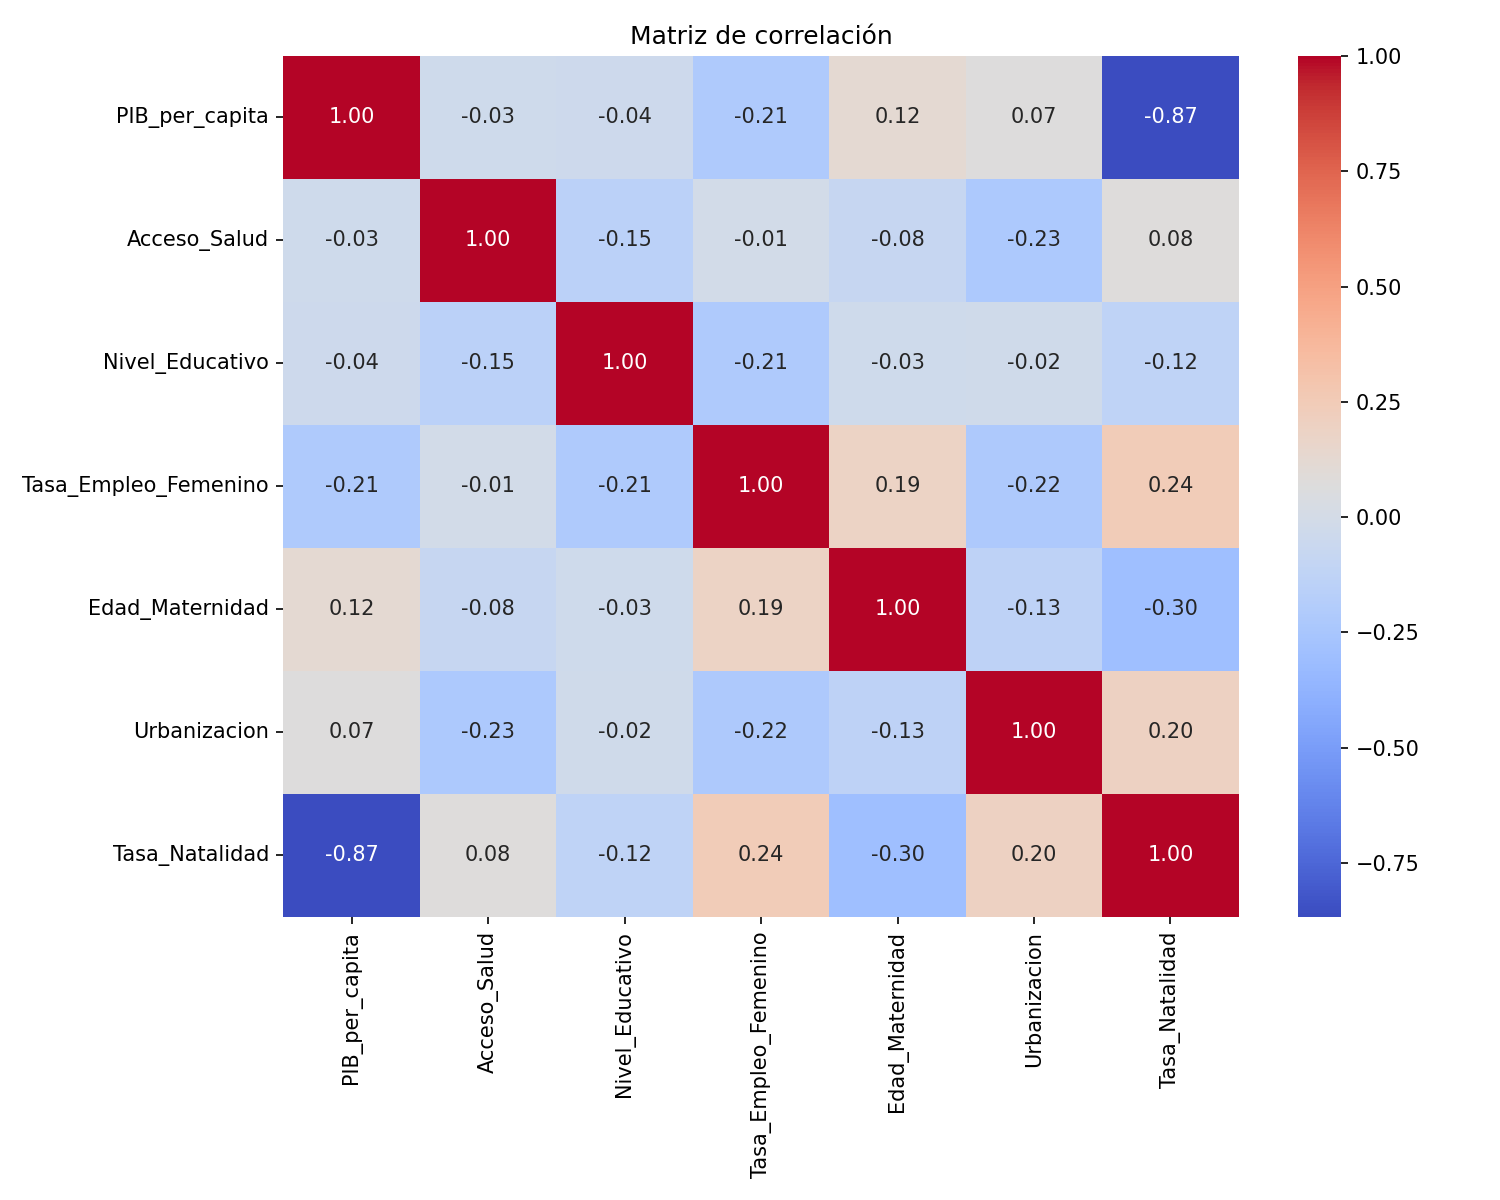 Matriz de correlación
PIB_per_capita 1.00 -0.03 -0.04 -0.21 0.12 0.07 -0.87
Acceso_Salud -0.03 1.00 -0.15 -0.01 -0.08 -0.23 0.08
Nivel_Educativo -0.04 -0.15 1.00 -0.21 -0.03 -0.02 -0.12
Tasa_Empleo_Femenino -0.21 -0.01 -0.21 1.00 0.19 -0.22 0.24
Edad_Maternidad 0.12 -0.08 -0.03 0.19 1.00 -0.13 -0.30
Urbanizacion 0.07 -0.23 -0.02 -0.22 -0.13 1.00 0.20
Tasa_Natalidad -0.87 0.08 -0.12 0.24 -0.30 0.20 1.00
PIB_per_capita
Acceso_Salud
Nivel_Educativo
Tasa_Empleo_Femenino
Edad_Maternidad
Urbanizacion
Tasa_Natalidad
1.00
0.75
0.50
0.25
0.00
−0.25
−0.50
−0.75